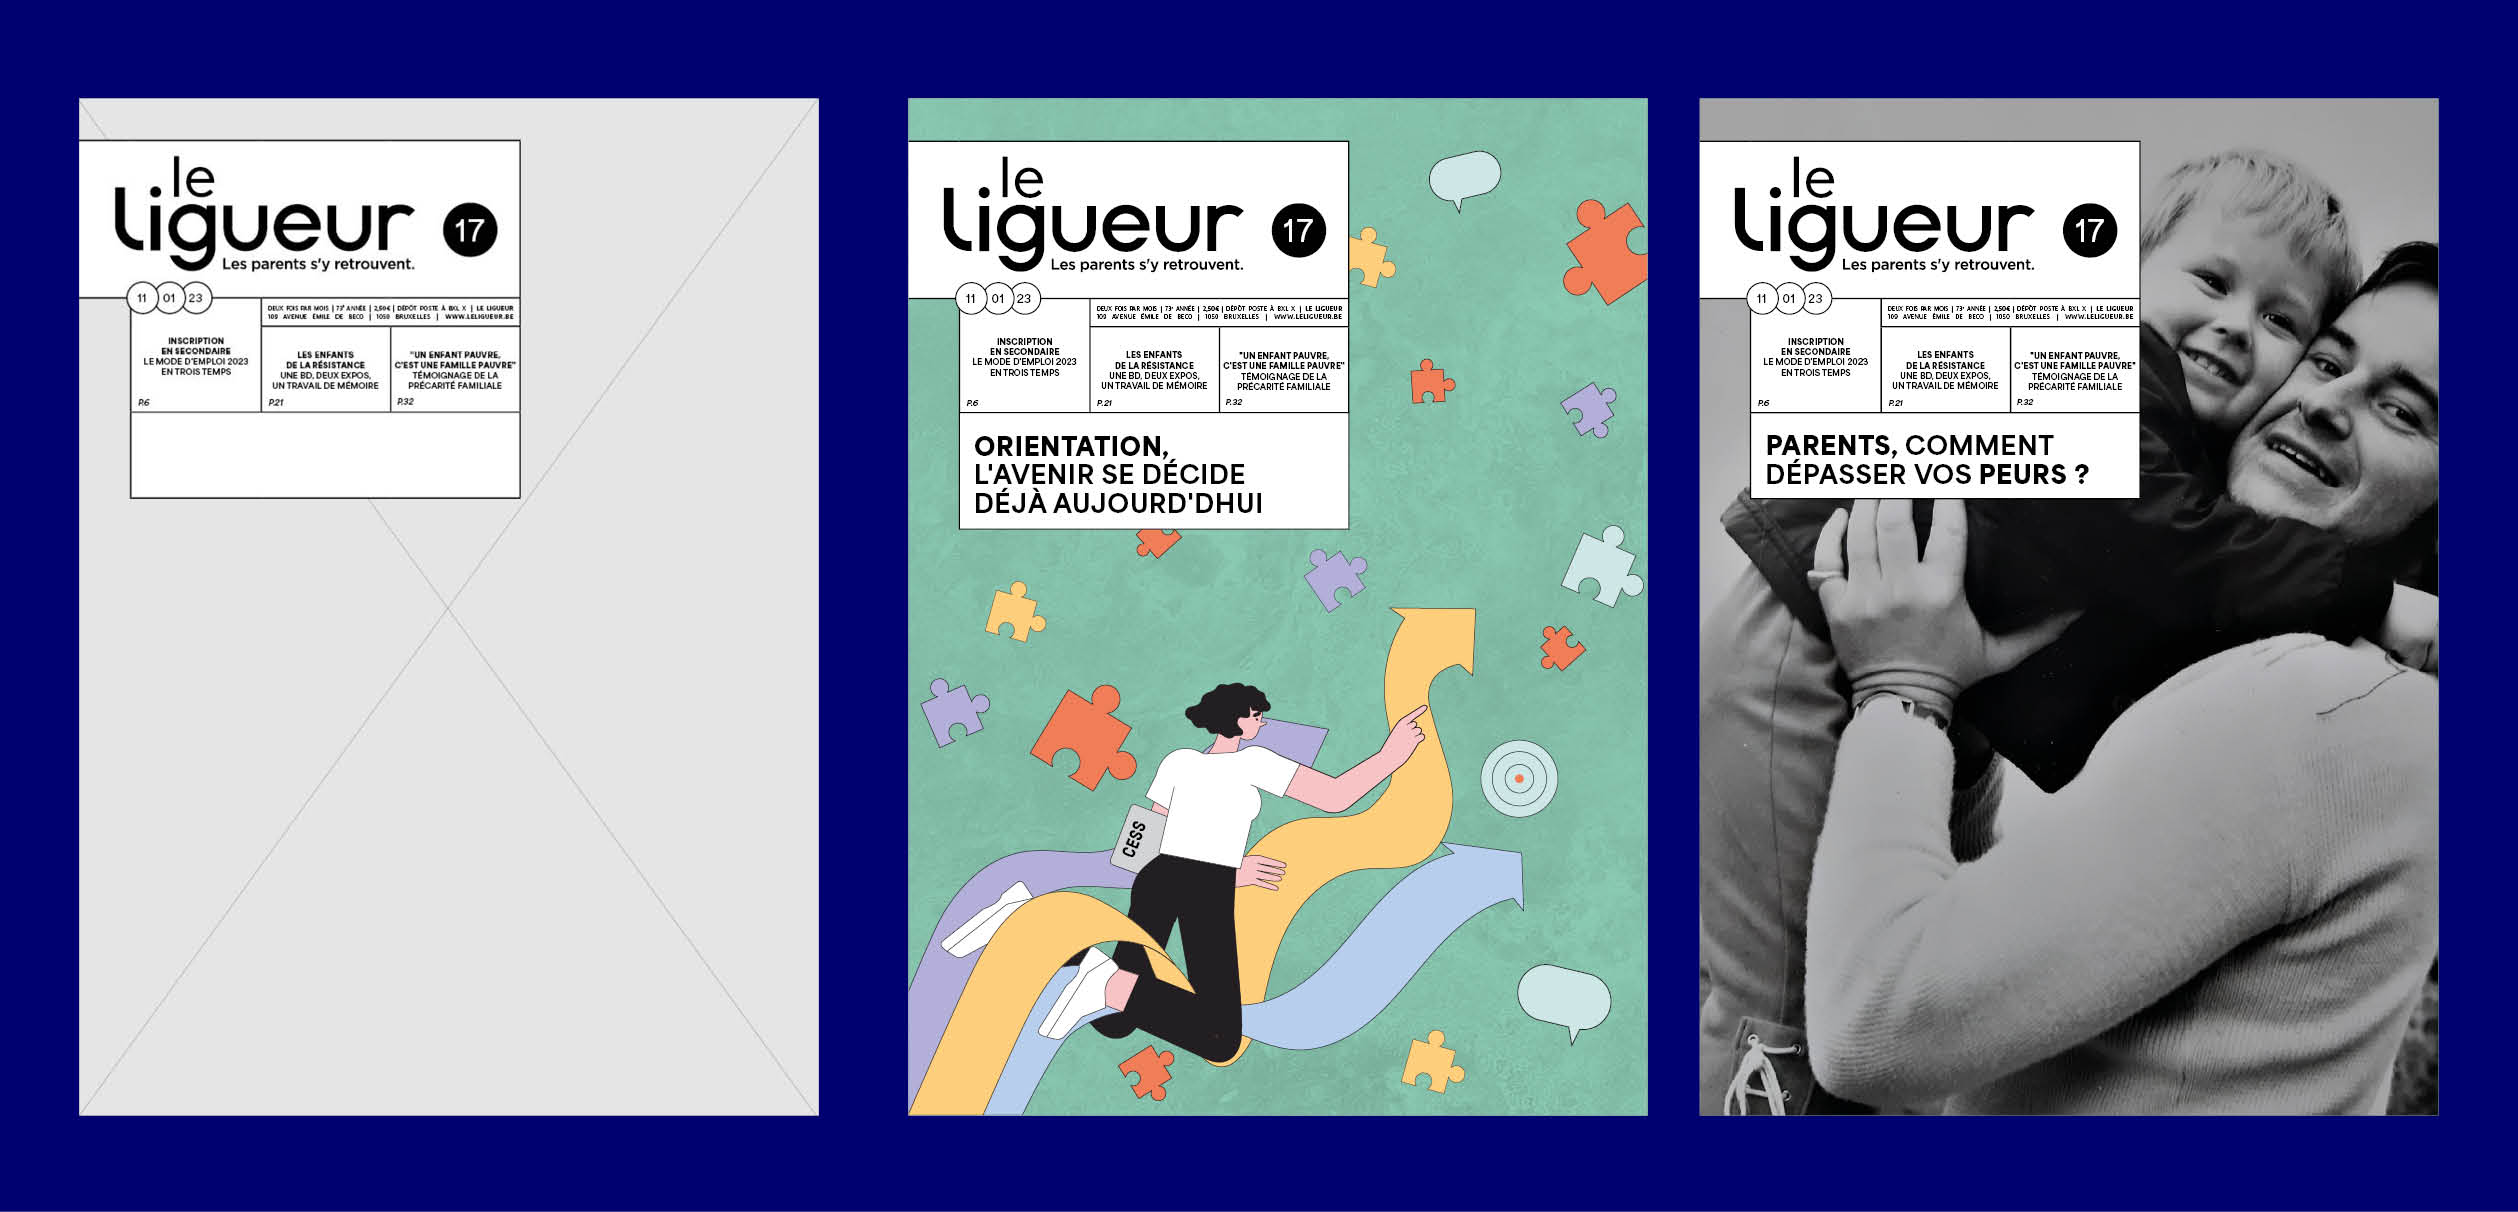 le
Ligueur
17
Les parents s'y retrouvent.
11 01 23
DEUX FOIS PAR MOIS | 73e ANNÉE | 2,50€ | DÉPÔT POSTE À BXL X | LE LIGUEUR
109 AVENUE ÉMILE DE BECO | 1050 BRUXELLES | WWW.LELIGUEUR.BE
INSCRIPTION
EN SECONDAIRE
LE MODE D'EMPLOI 2023
EN TROIS TEMPS
P.6
LES ENFANTS
DE LA RÉSISTANCE
UNE BD, DEUX EXPOS,
UN TRAVAIL DE MÉMOIRE
P.21
"UN ENFANT PAUVRE,
C'EST UNE FAMILLE PAUVRE"
TÉMOIGNAGE DE LA
PRÉCARITÉ FAMILIALE
P.32
le
Ligueur
17
Les parents s'y retrouvent.
11 01 23
DEUX FOIS PAR MOIS | 73e ANNÉE | 2,50€ | DÉPÔT POSTE À BXL X | LE LIGUEUR
109 AVENUE ÉMILE DE BECO | 1050 BRUXELLES | WWW.LELIGUEUR.BE
INSCRIPTION
EN SECONDAIRE
LE MODE D'EMPLOI 2023
EN TROIS TEMPS
P.6
LES ENFANTS
DE LA RÉSISTANCE
UNE BD, DEUX EXPOS,
UN TRAVAIL DE MÉMOIRE
P.21
"UN ENFANT PAUVRE,
C'EST UNE FAMILLE PAUVRE"
TÉMOIGNAGE DE LA
PRÉCARITÉ FAMILIALE
P.32
ORIENTATION,
L'AVENIR SE DÉCIDE
DÉJÀ AUJOURD'DHUI
CESS
le
Ligueur
17
Les parents s'y retrouvent.
11 01 23
DEUX FOIS PAR MOIS | 73e ANNÉE | 2,50€ | DÉPÔT POSTE À BXL X | LE LIGUEUR
109 AVENUE ÉMILE DE BECO | 1050 BRUXELLES | WWW.LELIGUEUR.BE
INSCRIPTION
EN SECONDAIRE
LE MODE D'EMPLOI 2023
EN TROIS TEMPS
P.6
LES ENFANTS
DE LA RÉSISTANCE
UNE BD, DEUX EXPOS,
UN TRAVAIL DE MÉMOIRE
P.21
"UN ENFANT PAUVRE,
C'EST UNE FAMILLE PAUVRE"
TÉMOIGNAGE DE LA
PRÉCARITÉ FAMILIALE
P.32
PARENTS, COMMENT
DÉPASSER VOS PEURS ?